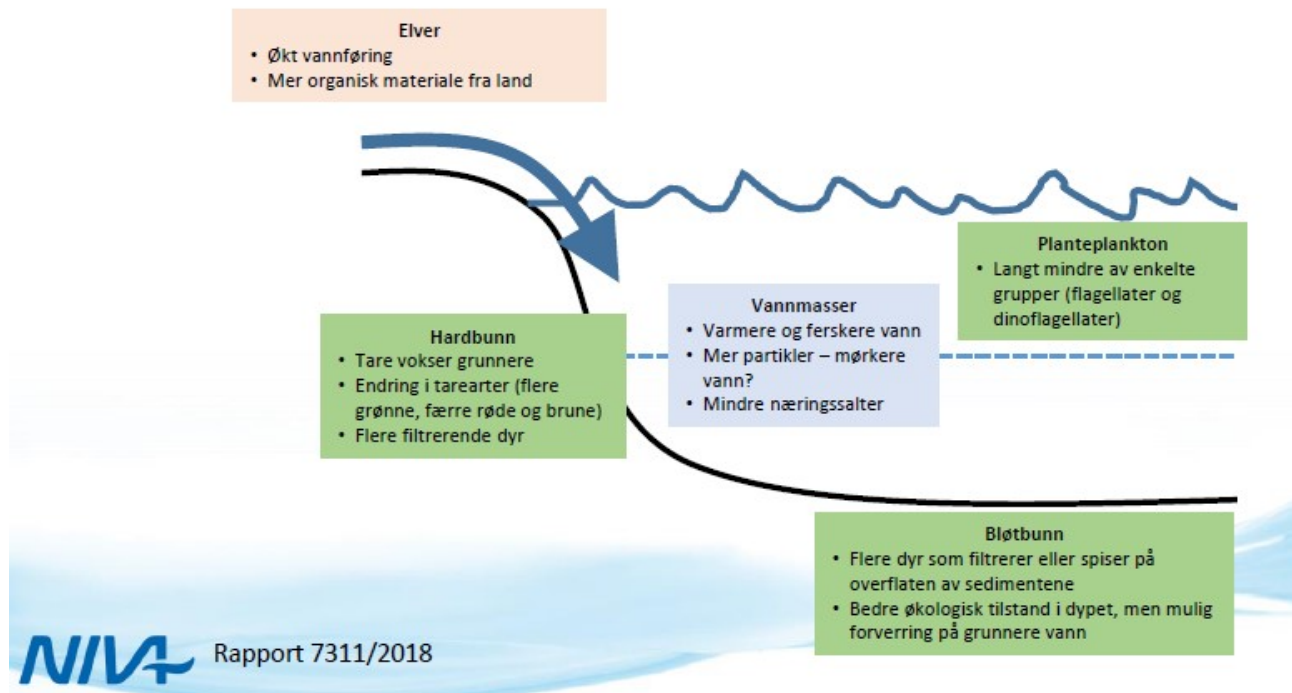 Elver
• Økt vannføring
• Mer organisk materiale fra land
Planteplankton
• Langt mindre av enkelte
grupper (flagellater og
dinoflagellater)
Vannmasser
• Varmere og ferskere vann
• Mer partikler – mørkere
vann?
• Mindre næringssalter
Hardbunn
• Tare vokser grunnere
• Endring i tarearter (flere
grønne, færre røde og brune)
• Flere filtrerende dyr
Bløtbunn
• Flere dyr som filtrerer eller spiser på
overflaten av sedimentene
• Bedre økologisk tilstand i dypet, men mulig
forverring på grunnere vann
NIVA
Rapport 7311/2018